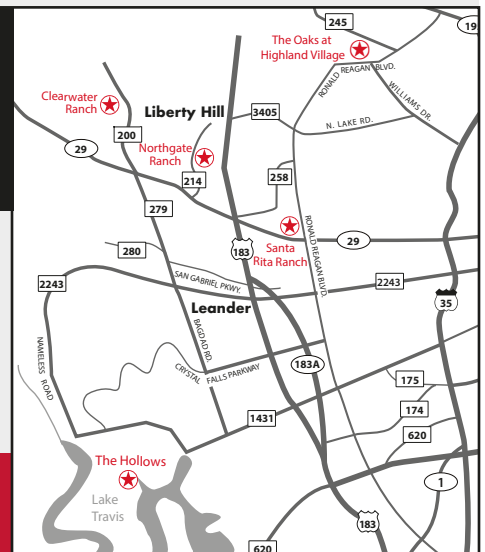 245
19
The Oaks at
Highland Village
RONALD REAGAN BLVD.
WILLIAMS DR.
Clearwater
Ranch
Liberty Hill
3405
N. LAKE RD.
200
29
Northgate
Ranch
214
258
279
RONALD REAGAN BLVD.
280
183
Santa
Rita Ranch
29
SAN GABRIEL PKWY.
2243
2243
35
Leander
NAMELESS ROAD
BAGDAD RD.
CRYSTAL FALLS PARKWAY
183A
175
174
1431
620
The Hollows
1
Lake
Travis
183
620